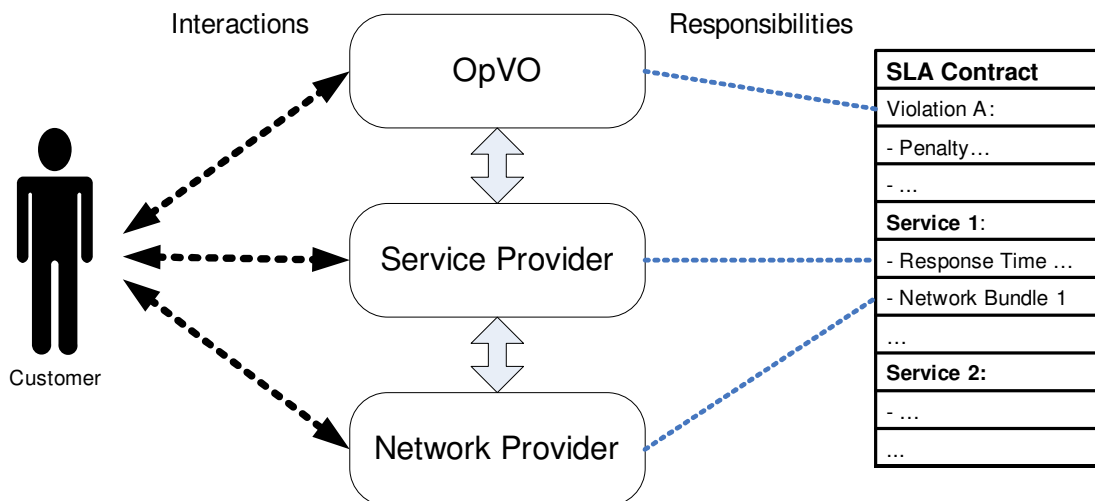 Interactions
Responsibilities
OpVO
Service Provider
Network Provider
Customer
SLA Contract
Violation A:
- Penalty…
- …
Service 1:
- Response Time …
- Network Bundle 1
…
Service 2:
- …
…